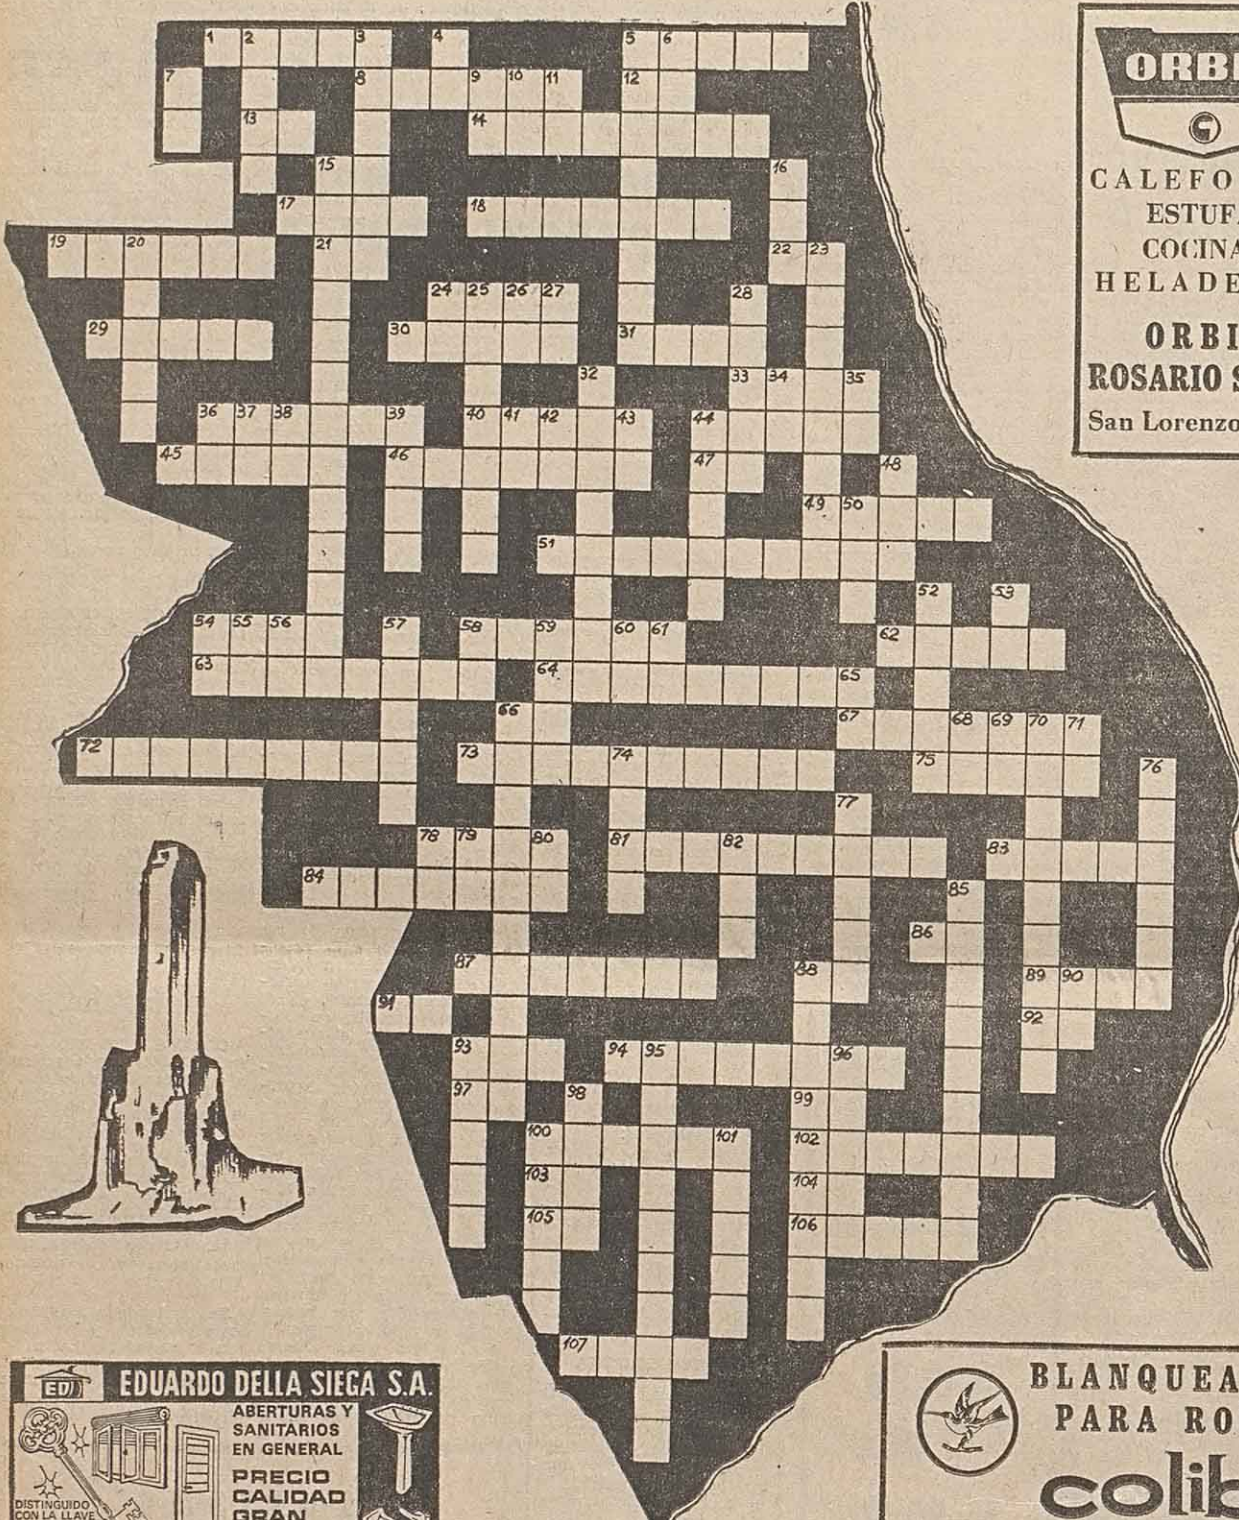 1 2 3 4 5 6
7 8 9 10 11 12
13 14
15 16
17 18
19 20 21 22 23
24 25 26 27 28
29 30 31
32 33 34 35
36 37 38 39 40 41 42 43 44
45 46 47 48
49 50
51
52 53
54 55 56 57 58 59 60 61 62
63 64 65
66 67 68 69 70 71
72 73 74 75 76
77
78 79 80 81 82 83
84 85
86
87 88 89 90
91 92
93 94 95 96
97 98 99
100 101 102
103 104
105 106
107
ORBI
CALEFO
ESTUFA
COCINA
HELADE
ORBI
ROSARIO S
San Lorenzo
EDJ EDUARDO DELLA SIEGA S.A.
ABERTURAS Y
SANITARIOS
EN GENERAL
PRECIO
CALIDAD
GRAN
DISTINGUIDO
CON LA LLAVE
BLANQUEA
PARA RO
colib